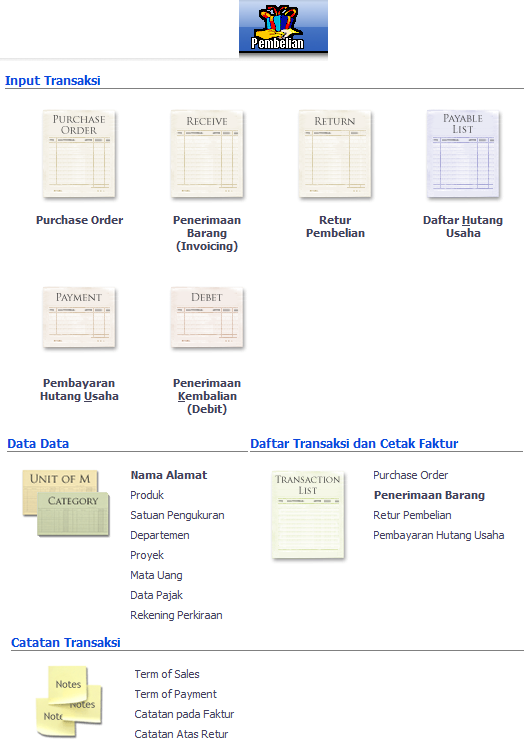 Pembelian
Input Transaksi
PURCHASE
ORDER
RECEIVE
RETURN
PAYABLE
LIST
Purchase Order
Penerimaan
Barang
(Invoicing)
Retur
Pembelian
Daftar Hutang
Usaha
PAYMENT
DEBET
Pembayaran
Hutang Usaha
Penerimaan
Kembalian
(Debit)
Data Data
UNIT OF M
CATEGORY
Nama Alamat
Produk
Satuan Pengukuran
Departemen
Proyek
Mata Uang
Data Pajak
Rekening Perkiraan
Daftar Transaksi dan Cetak Faktur
TRANSACTION
LIST
Purchase Order
Penerimaan Barang
Retur Pembelian
Pembayaran Hutang Usaha
Catatan Transaksi
Notes
Notes
Note
Term of Sales
Term of Payment
Catatan pada Faktur
Catatan Atas Retur